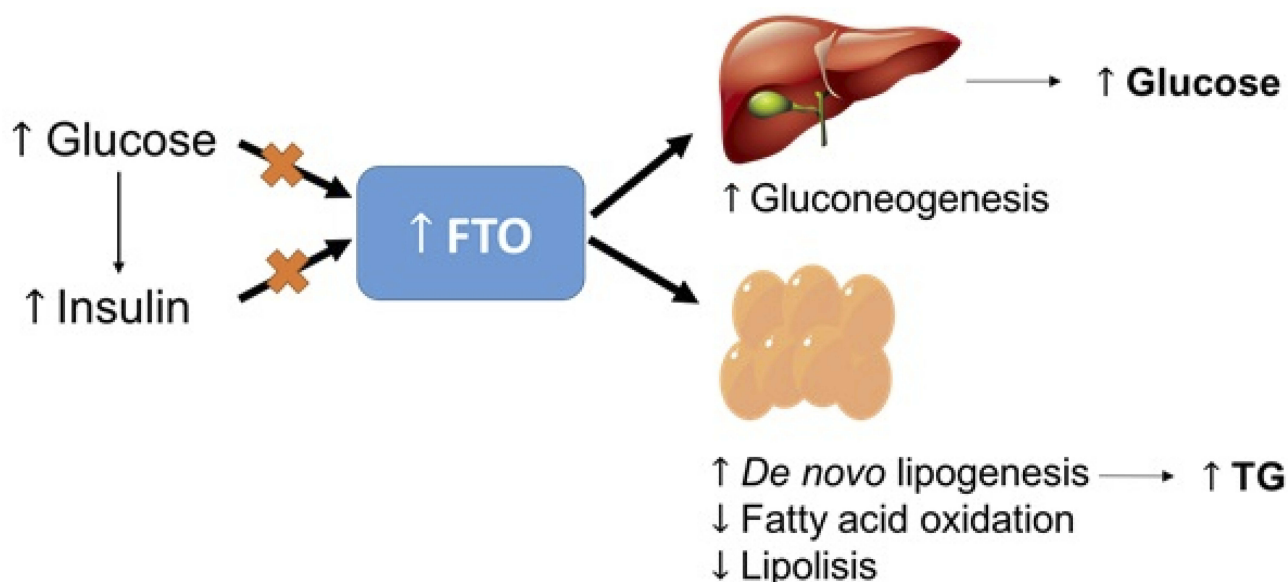 ↑ Glucose
↑ Insulin
↑ FTO
↑ Glucose
↑ Gluconeogenesis
↑ De novo lipogenesis
↑ TG
↓ Fatty acid oxidation
↓ Lipolisis